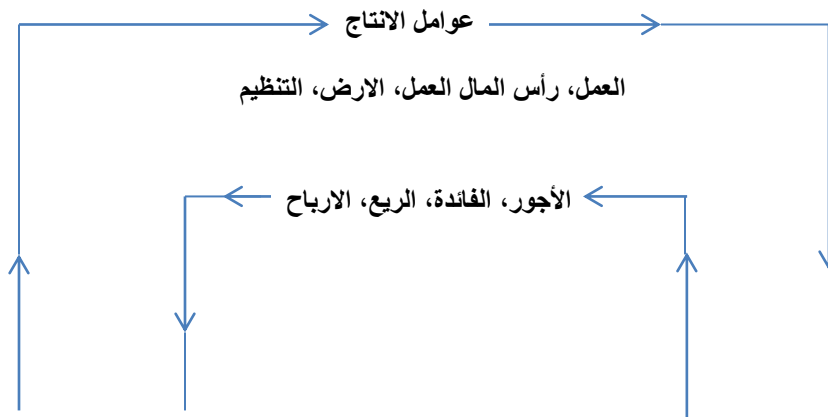 عوامل الانتاج
العمل، رأس المال العمل، الارض، التنظيم
الأجور، الفائدة، الريع، الارباح